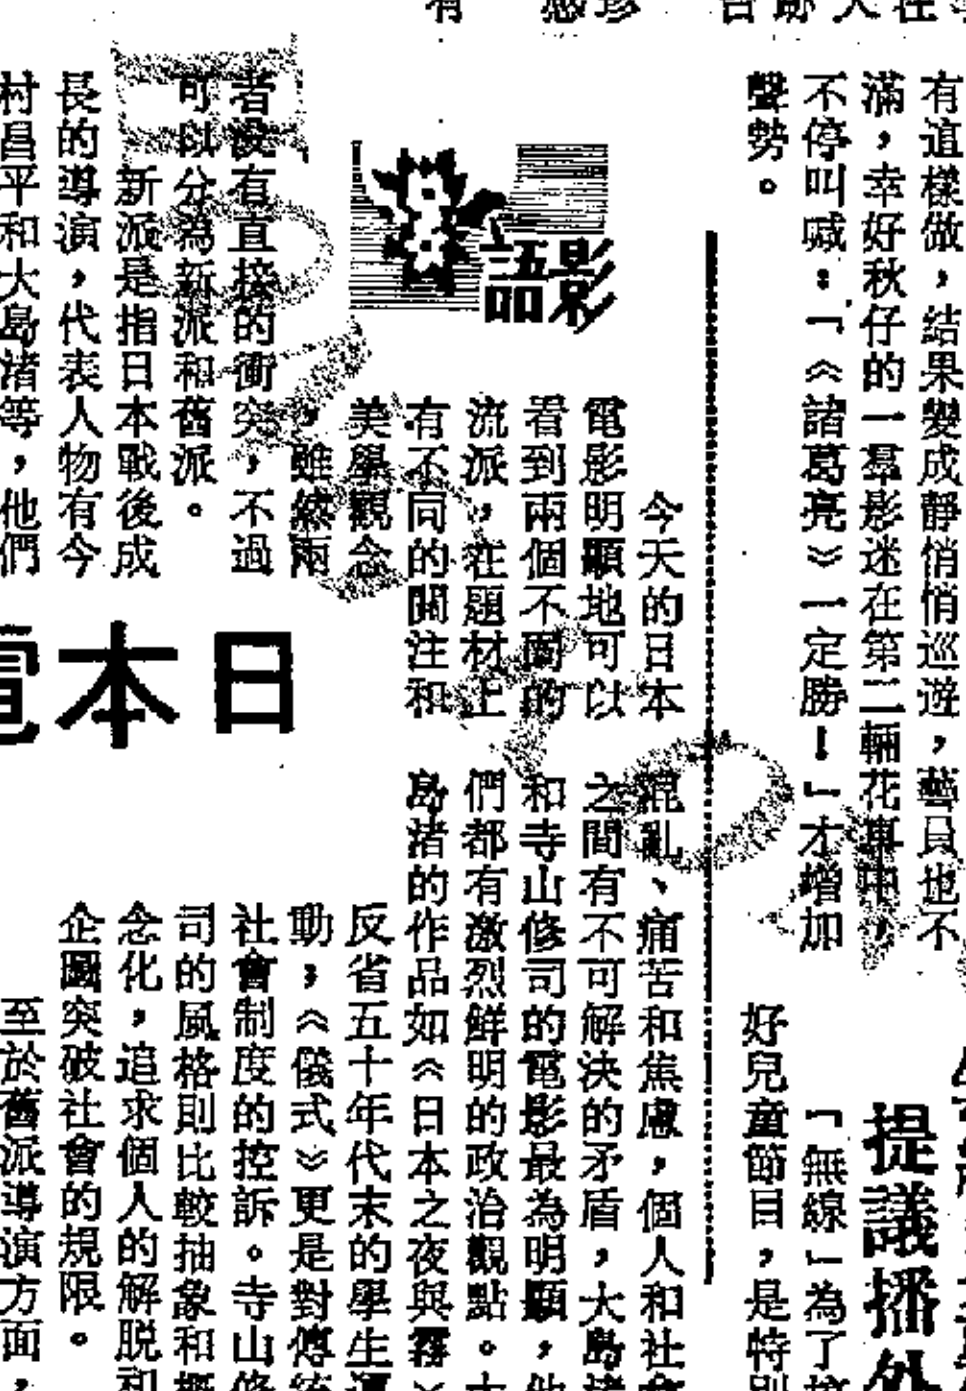 有這樣做，結果變成靜悄悄巡遊，藝員也不
滿，幸好秋仔的一羣影迷在第二輛花車中，
不停叫喊：「《諸葛亮》一定勝！」才增加
聲勢。
提議播外
「無線」為了
好兒童節目，是特別
影語
日本電
今天的日本
電影明顯地可以
看到兩個不同的
流派，在題材上
有不同的關注和
美學觀念
，雖然兩
者沒有直接的衝突，不過
可以分為新派和舊派。
新派是指日本戰後成
長的導演，代表人物有今
村昌平和大島渚等，他們
混亂、痛苦和焦慮，個人和社會
之間有不可解決的矛盾，大島渚
和寺山修司的電影最為明顯，他
們都有激烈鮮明的政治觀點。大
島渚的作品如《日本之夜與霧》
反省五十年代末的學生運
動；《儀式》更是對傳統
社會制度的控訴。寺山修
司的風格則比較抽象和概
念化，追求個人的解脱和
企圖突破社會的規限。
至於舊派導演方面，